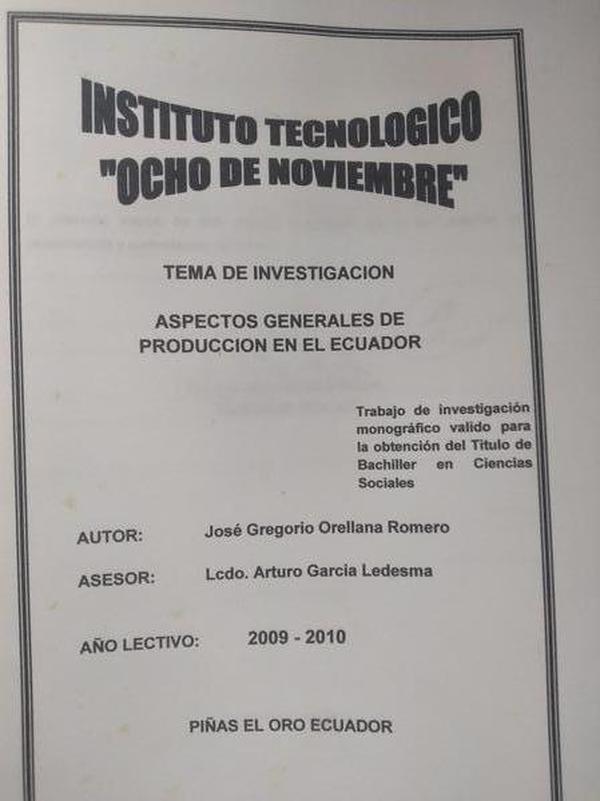 INSTITUTO TECNOLOGICO
"OCHO DE NOVIEMBRE"
TEMA DE INVESTIGACION
ASPECTOS GENERALES DE
PRODUCCION EN EL ECUADOR
Trabajo de investigación
monográfico valido para
la obtención del Titulo de
Bachiller en Ciencias
Sociales
AUTOR: José Gregorio Orellana Romero
ASESOR: Lcdo. Arturo Garcia Ledesma
AÑO LECTIVO: 2009 - 2010
PIÑAS EL ORO ECUADOR